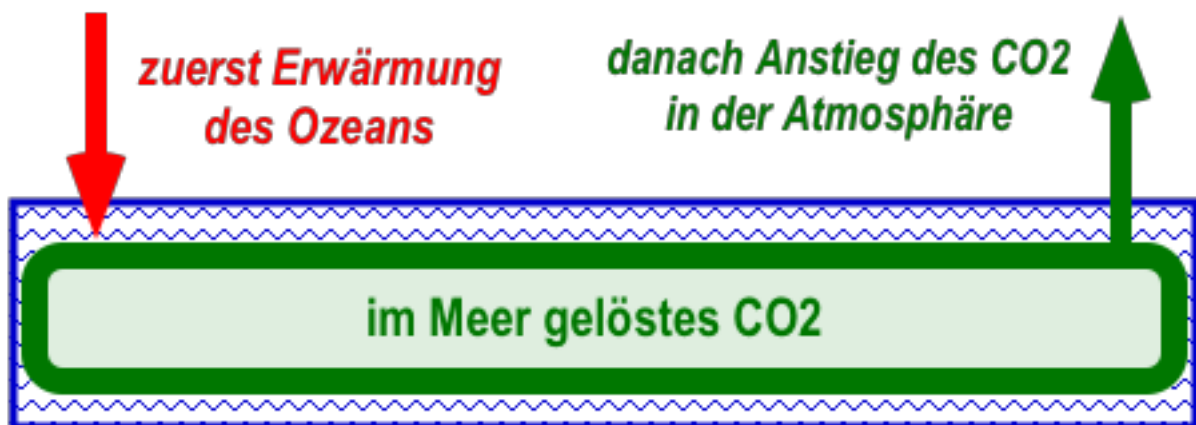 zuerst Erwärmung
des Ozeans
danach Anstieg des CO2
in der Atmosphäre
im Meer gelöstes CO2